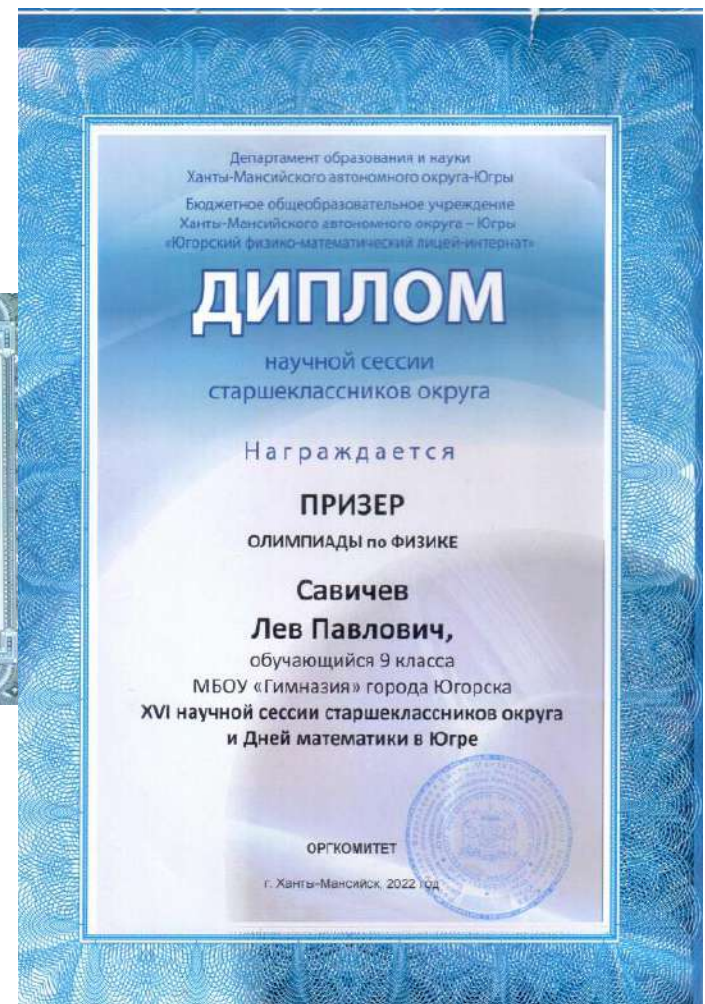 Департамент образования и науки
Ханты-Мансийского автономного округа-Югры
Бюджетное общеобразовательное учреждение
Ханты-Мансийского автономного округа – Югры
«Югорский физико-математический лицей-интернат»
ДИПЛОМ
научной сессии
старшеклассников округа
Награждается
ПРИЗЕР
ОЛИМПИАДЫ по ФИЗИКЕ
Савичев
Лев Павлович,
обучающийся 9 класса
МБОУ «Гимназия» города Югорска
XVI научной сессии старшеклассников округа
и Дней математики в Югре
ОРГКОМИТЕТ
г. Ханты-Мансийск, 2022 год